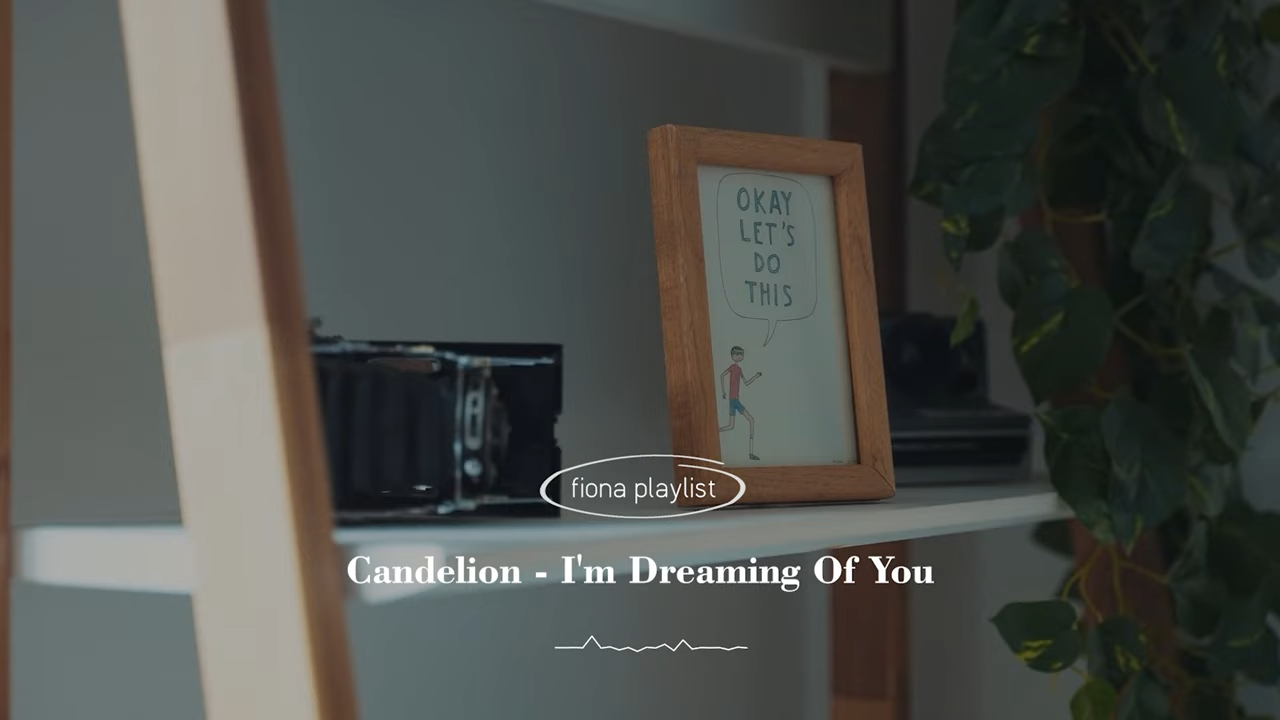 OKAY
LET'S
DO
THIS
fiona playlist
Candelion - I'm Dreaming Of You